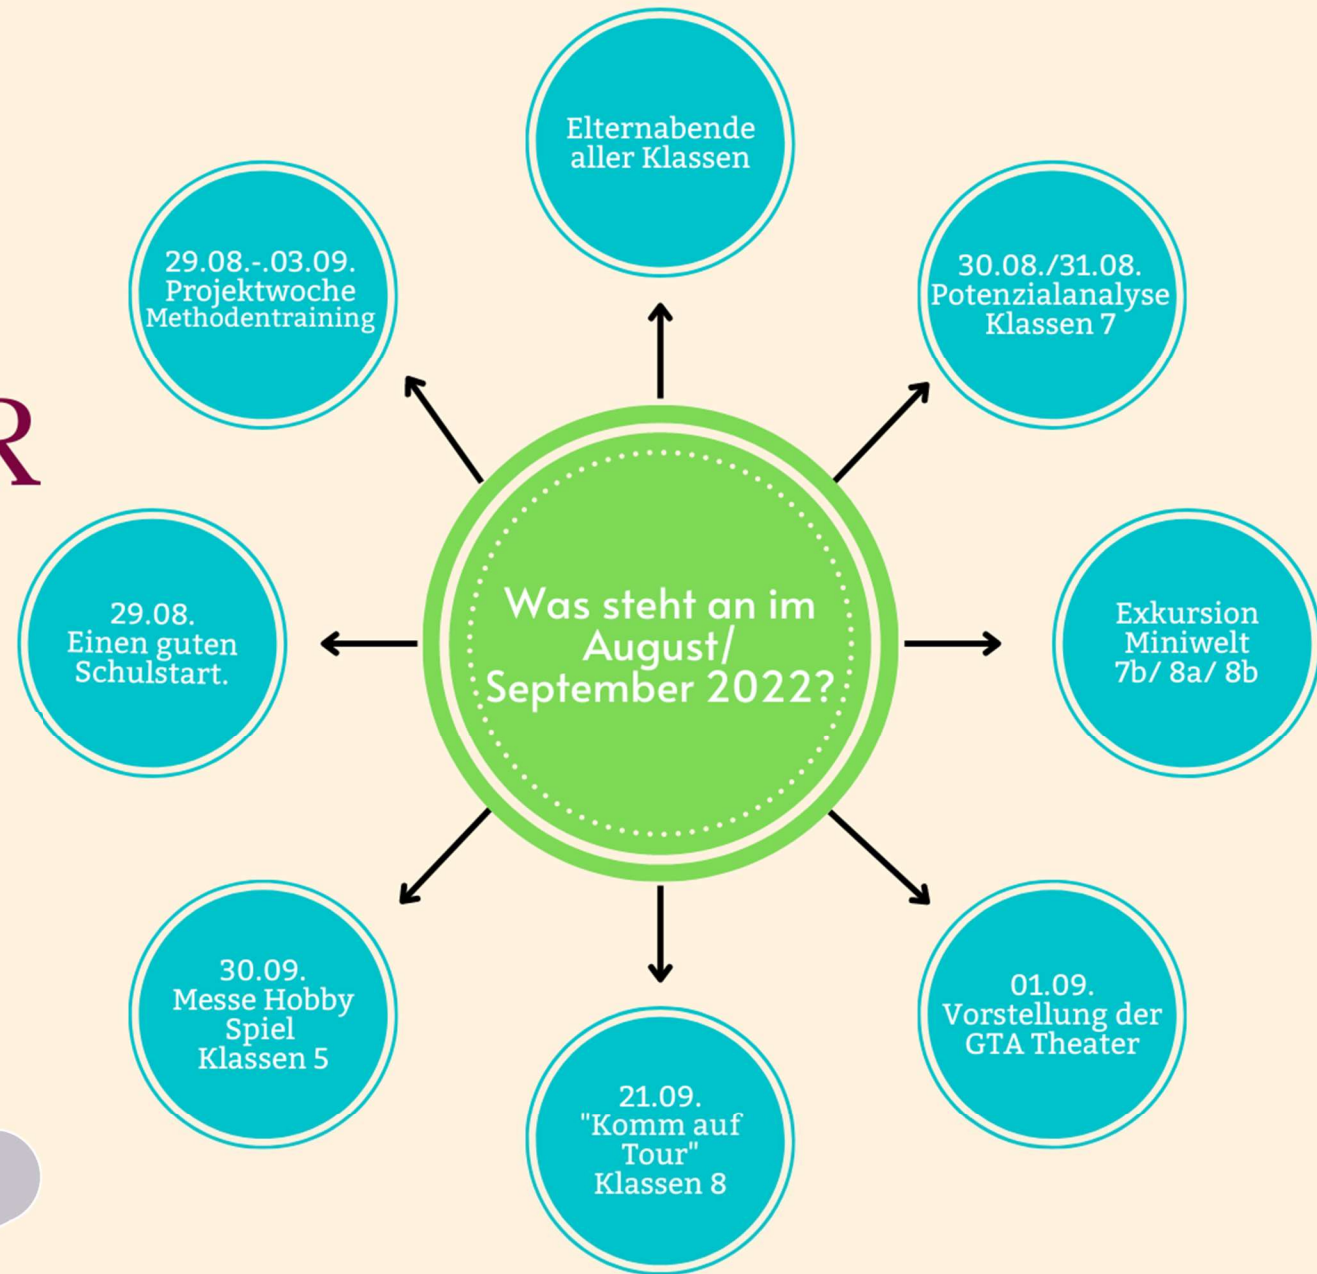 Elternabende
aller Klassen
29.08.-.03.09.
Projektwoche
Methodentraining
30.08./31.08.
Potenzialanalyse
Klassen 7
R
Was steht an im
August/
September 2022?
29.08.
Einen guten
Schulstart.
Exkursion
Miniwelt
7b/ 8a/ 8b
30.09.
Messe Hobby
Spiel
Klassen 5
01.09.
Vorstellung der
GTA Theater
21.09.
"Komm auf
Tour"
Klassen 8